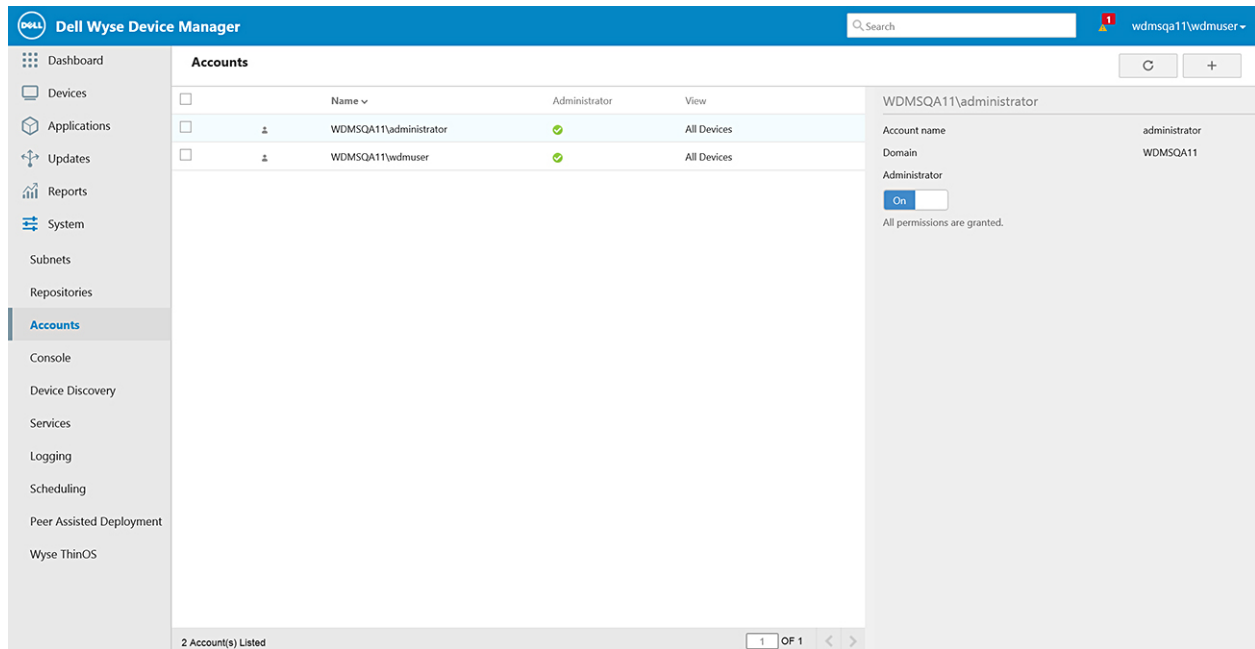 DELL Dell Wyse Device Manager
Search
1
wdmsqa11\wdmuser
Dashboard
Devices
Applications
Updates
Reports
System
Subnets
Repositories
Accounts
Console
Device Discovery
Services
Logging
Scheduling
Peer Assisted Deployment
Wyse ThinOS
Accounts
Name Administrator View
WDMSQA11\administrator All Devices
WDMSQA11\wdmuser All Devices
2 Account(s) Listed
1 OF 1
WDMSQA11\administrator
Account name administrator
Domain WDMSQA11
Administrator
On
All permissions are granted.